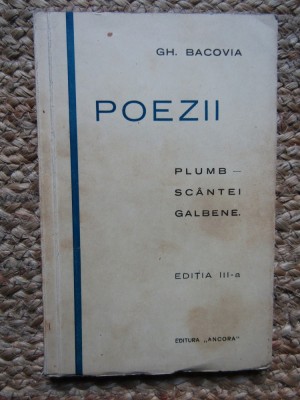 GH. BACOVIA
POEZII
PLUMB –
SCÂNTEI
GALBENE.
EDIȚIA III-a
EDITURA „ANCORA"